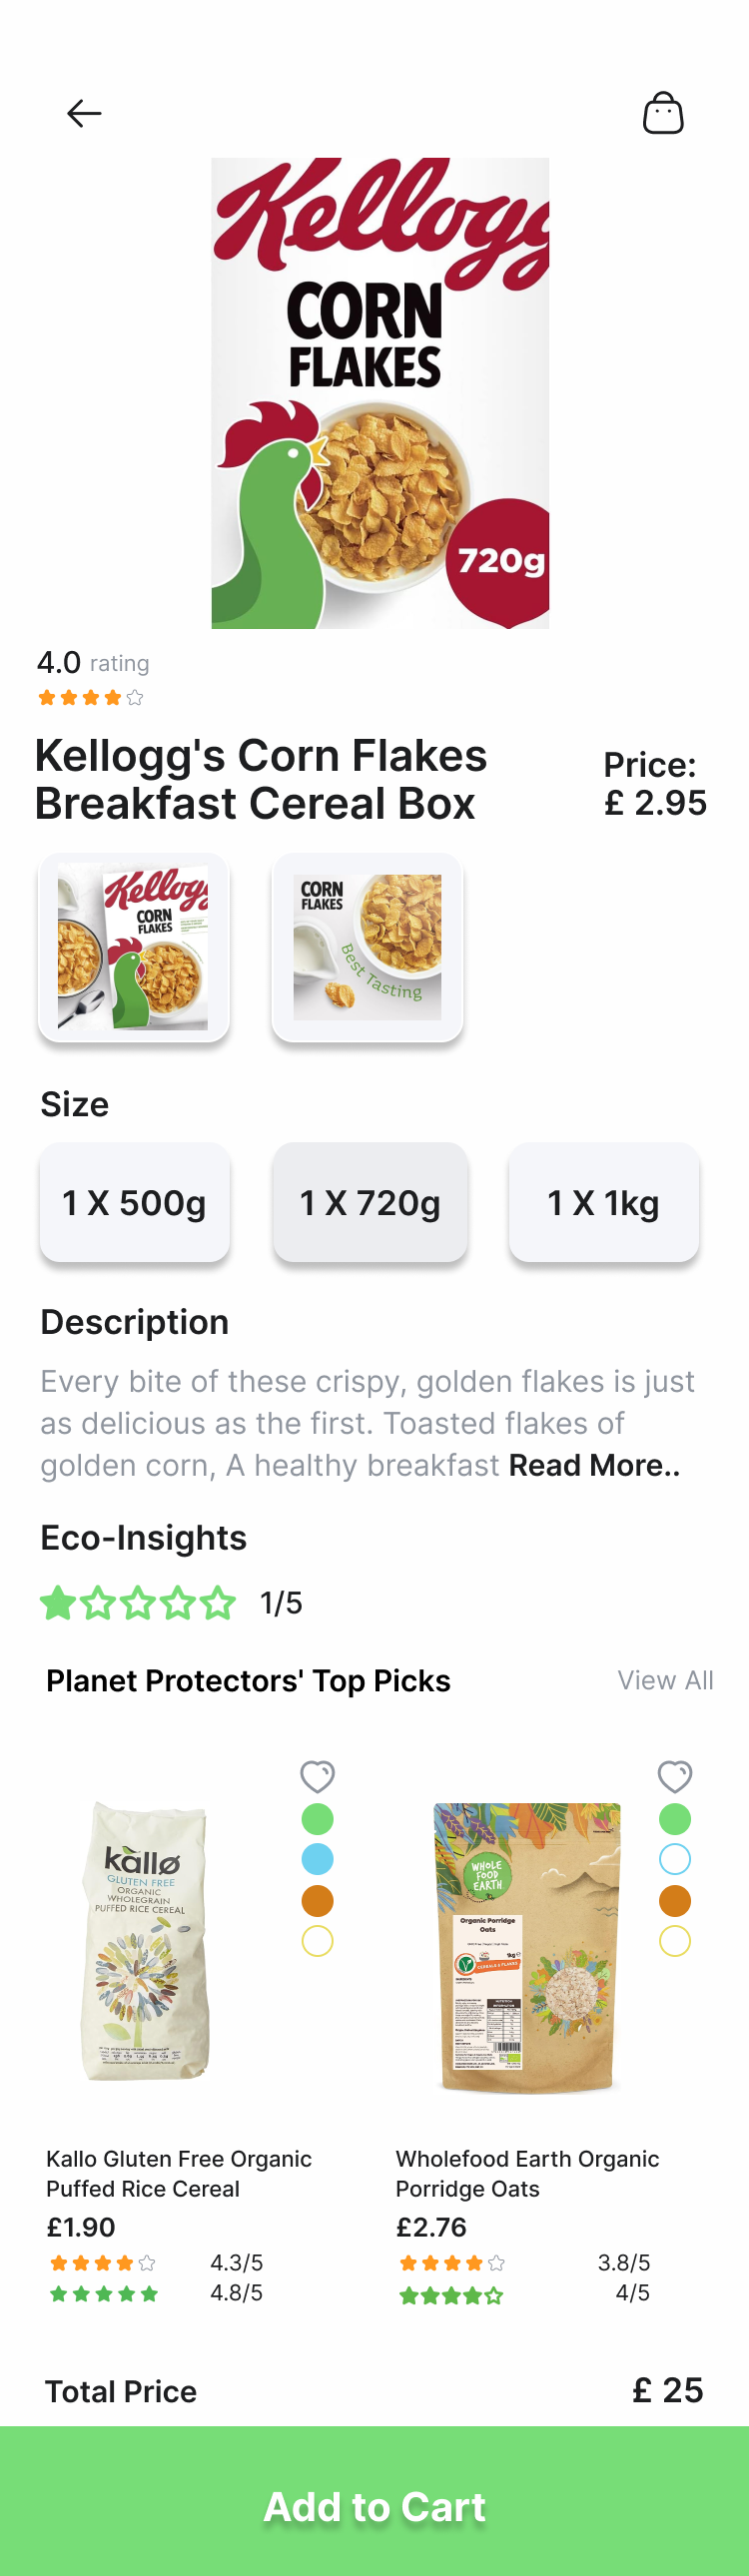 Kellogg
CORN
FLAKES
720g
4.0 rating
Kellogg's Corn Flakes
Breakfast Cereal Box
Price:
£ 2.95
Kellogg
CORN
FLAKES
CORN
FLAKES
Best Tasting
Size
1 X 500g
1 X 720g
1 X 1kg
Description
Every bite of these crispy, golden flakes is just
as delicious as the first. Toasted flakes of
golden corn, A healthy breakfast Read More..
Eco-Insights
1/5
Planet Protectors' Top Picks
View All
kallø
GLUTEN FREE
ORGANIC
WHOLEGRAIN
PUFFED RICE CEREAL
WHOLE
FOOD
EARTH
Organic Porridge
Oats
1kg
CEREALS & FLAKES
Kallo Gluten Free Organic
Puffed Rice Cereal
£1.90
4.3/5
4.8/5
Wholefood Earth Organic
Porridge Oats
£2.76
3.8/5
4/5
Total Price
£ 25
Add to Cart